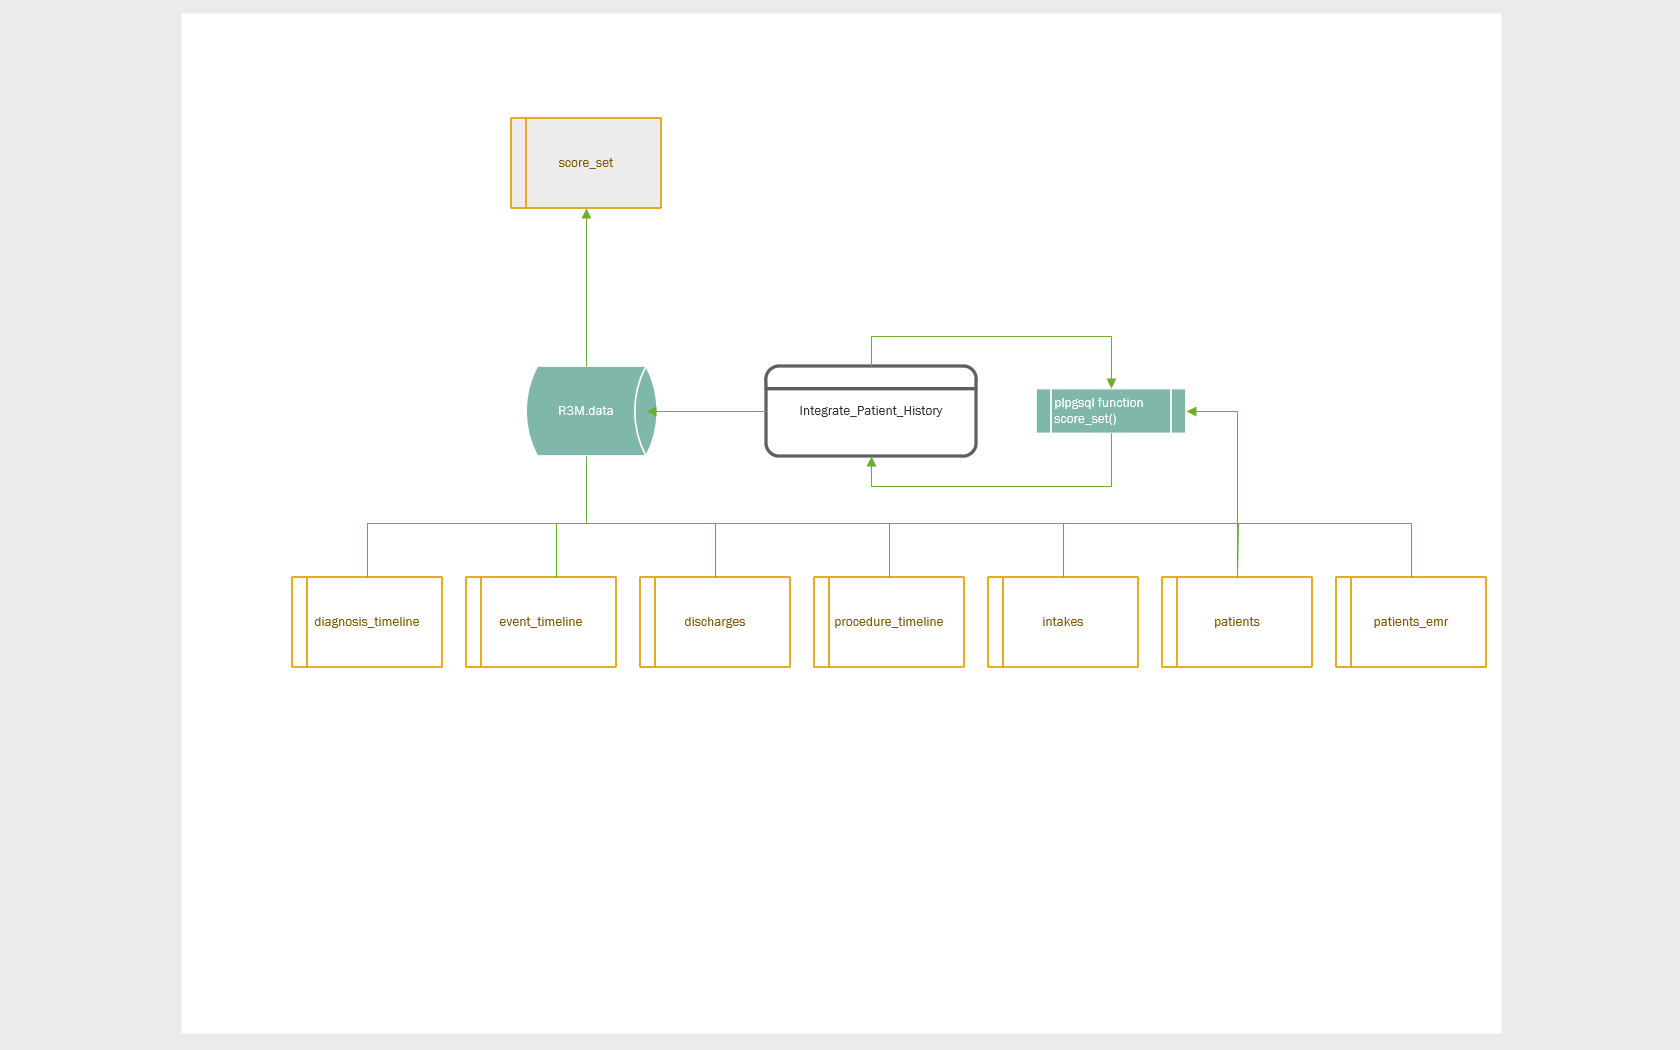 score_set
R3M.data
Integrate_Patient_History
plpgsql function
score_set()
diagnosis_timeline
event_timeline
discharges
procedure_timeline
intakes
patients
patients_emr